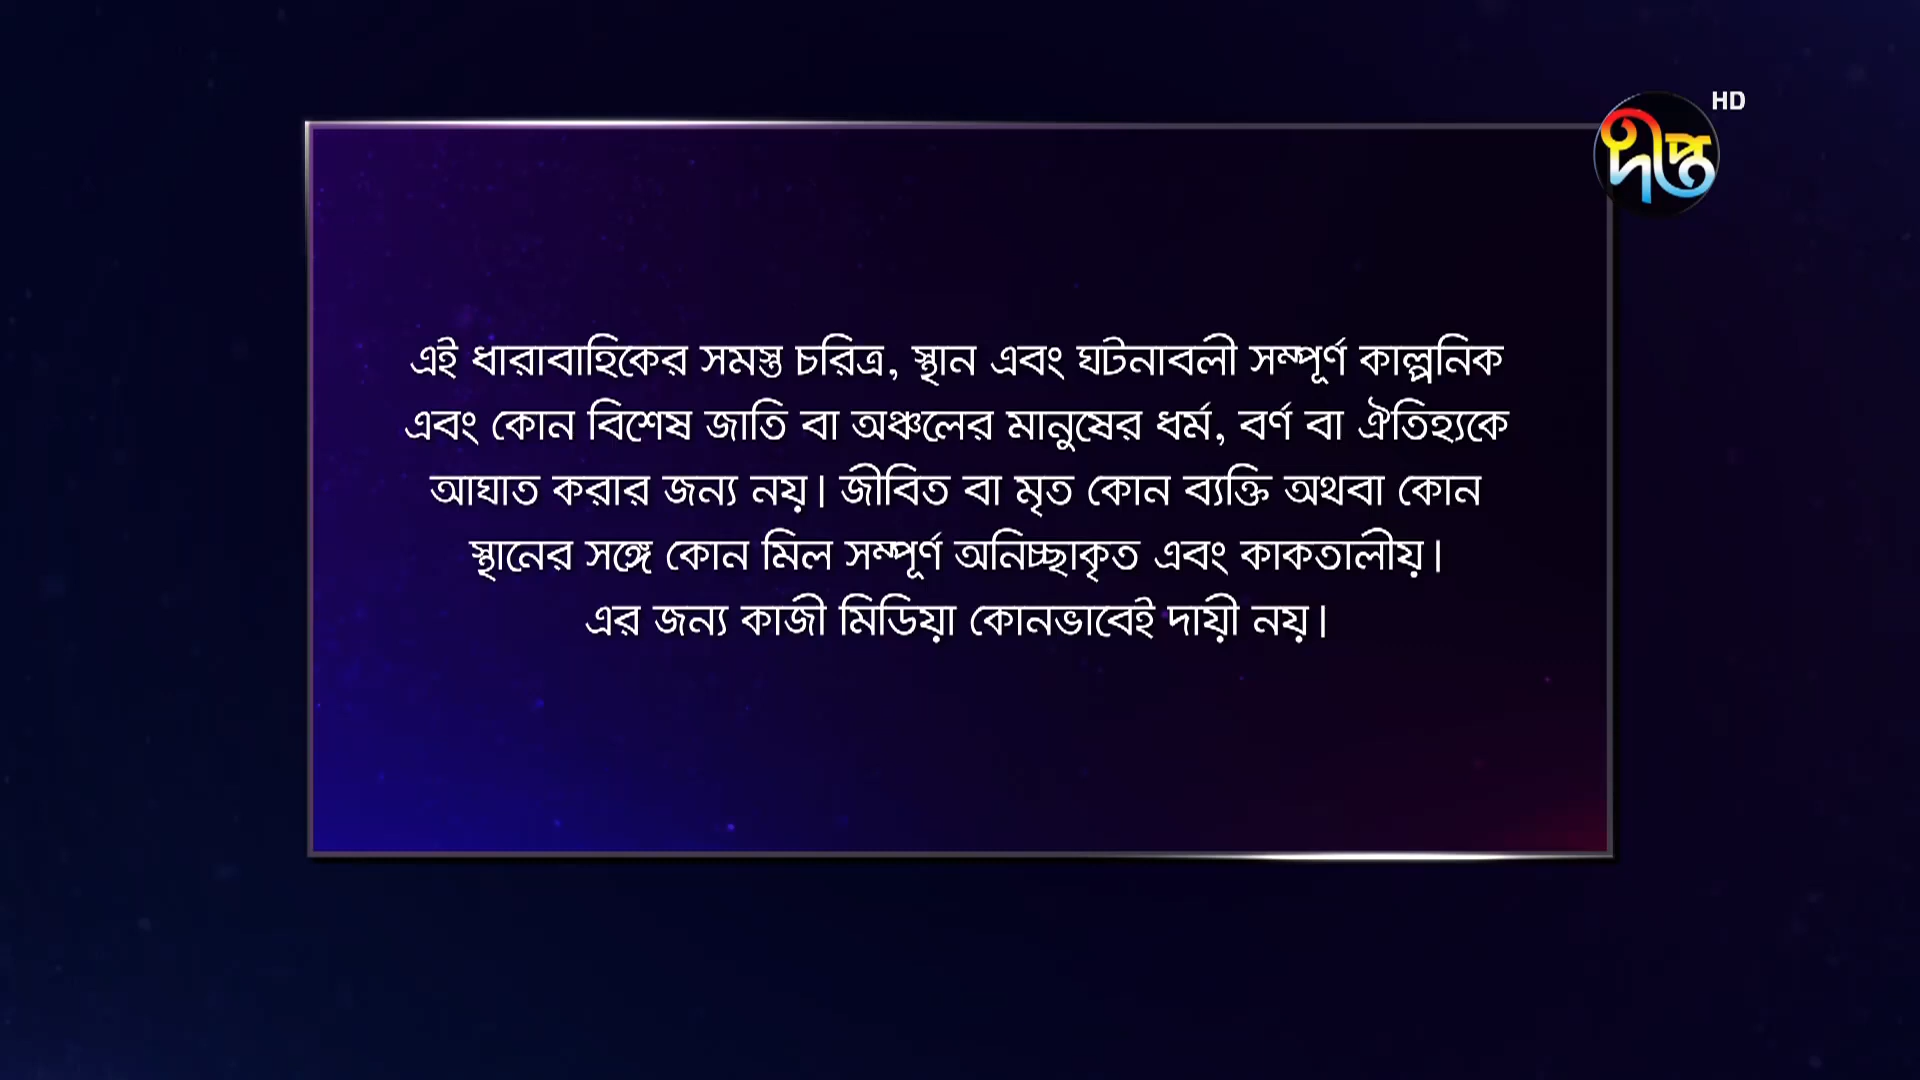 HD
দীপ্ত
এই ধারাবাহিকের সমস্ত চরিত্র, স্থান এবং ঘটনাবলী সম্পূর্ণ কাল্পনিক
এবং কোন বিশেষ জাতি বা অঞ্চলের মানুষের ধর্ম, বর্ণ বা ঐতিহ্যকে
আঘাত করার জন্য নয়। জীবিত বা মৃত কোন ব্যক্তি অথবা কোন
স্থানের সঙ্গে কোন মিল সম্পূর্ণ অনিচ্ছাকৃত এবং কাকতালীয়।
এর জন্য কাজী মিডিয়া কোনভাবেই দায়ী নয়।